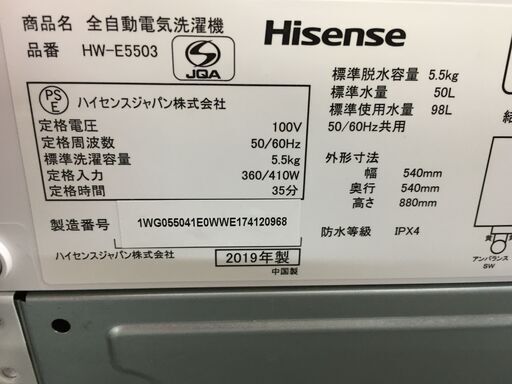 商品名 全自動電気洗濯機
品番 HW-E5503
JQA
Hisense
PS
E
ハイセンスジャパン株式会社
定格電圧 100V
定格周波数 50/60Hz
標準洗濯容量 5.5kg
定格入力 360/410W
定格時間 35分
製造番号 1WG055041E0WWE174120968
ハイセンスジャパン株式会社
2019年製
中国製
標準脱水容量 5.5kg
標準水量 50L
標準使用水量 98L
50/60Hz共用
外形寸法
幅 540mm
奥行 540mm
高さ 880mm
防水等級 IPX4
結
黄
アンバランス
SW